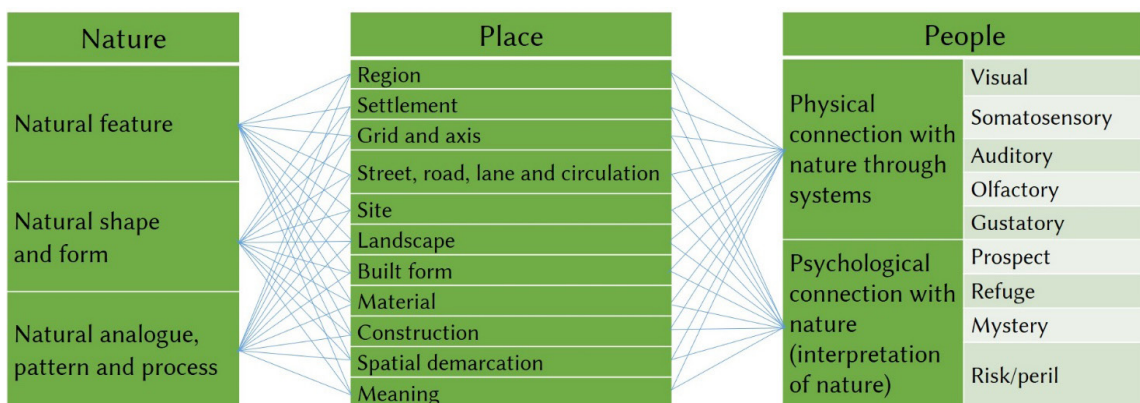 Nature
Natural feature
Natural shape
and form
Natural analogue,
pattern and process
Place
Region
Settlement
Grid and axis
Street, road, lane and circulation
Site
Landscape
Built form
Material
Construction
Spatial demarcation
Meaning
People
Physical
connection with
nature through
systems
Visual
Somatosensory
Auditory
Olfactory
Gustatory
Psychological
connection with
nature
(interpretation
of nature)
Prospect
Refuge
Mystery
Risk/peril